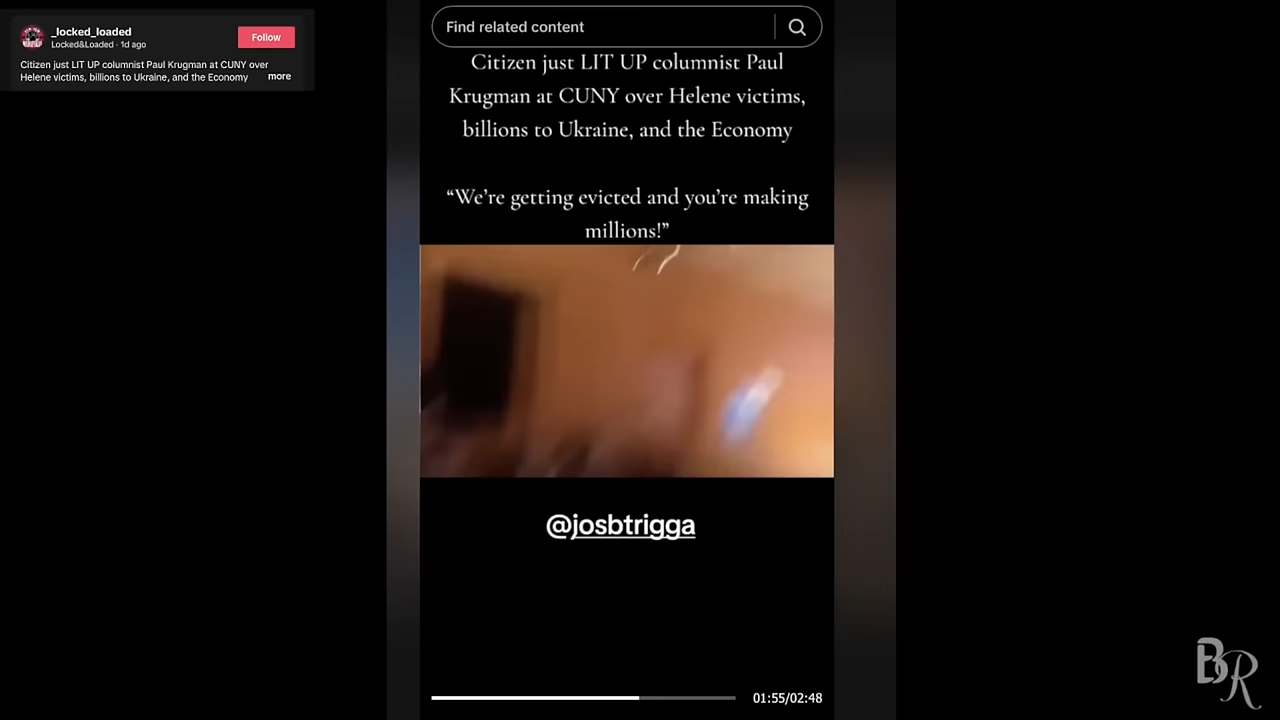 _locked_loaded
Locked&Loaded · 1d ago
Follow
Citizen just LIT UP columnist Paul Krugman at CUNY over
Helene victims, billions to Ukraine, and the Economy more
Find related content
Citizen just LIT UP columnist Paul
Krugman at CUNY over Helene victims,
billions to Ukraine, and the Economy
“We’re getting evicted and you’re making
millions!”
@josbtrigga
01:55/02:48
BR